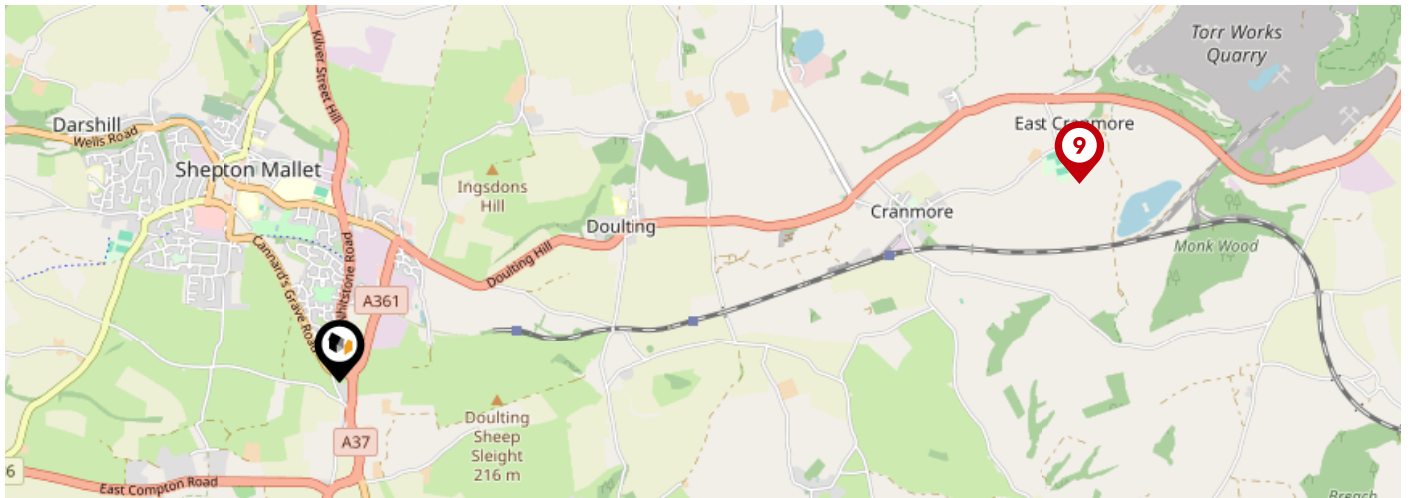 Torr Works
Quarry
Kilver Street Hill
Darshill
Wells Road
East Cranmore
9
Shepton Mallet
Ingsdons
Hill
Cranmore
Doulting
Cannard's Grave Road
Whitstone Road
Doulting Hill
Monk Wood
A361
Doulting
Sheep
Sleight
216 m
A37
6
East Compton Road
Breach